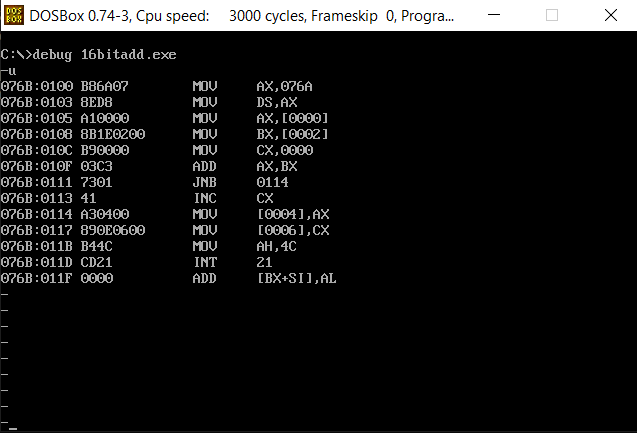 DOS BOX DOSBox 0.74-3, Cpu speed: 3000 cycles, Frameskip 0, Progra...
C:\>debug 16bitadd.exe
-u
076B:0100 B86A07 MOV AX,076A
076B:0103 8ED8 MOV DS,AX
076B:0105 A10000 MOV AX,[0000]
076B:0108 8B1E0200 MOV BX,[0002]
076B:010C B90000 MOV CX,0000
076B:010F 03C3 ADD AX,BX
076B:0111 7301 JNB 0114
076B:0113 41 INC CX
076B:0114 A30400 MOV [0004],AX
076B:0117 890E0600 MOV [0006],CX
076B:011B B44C MOV AH,4C
076B:011D CD21 INT 21
076B:011F 0000 ADD [BX+SI],AL
-
-
-
-
-
-
-
-
-_